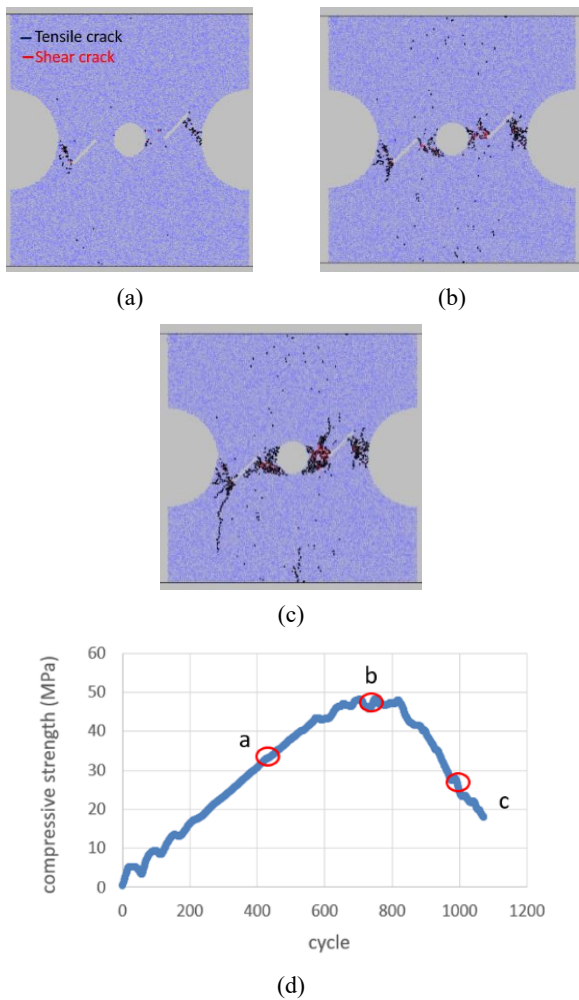 Tensile crack
Shear crack
(a)
(b)
(c)
60
50
40
30
20
10
0
compressive strength (MPa)
a
b
c
0
200
400
600
800
1000
1200
cycle
(d)